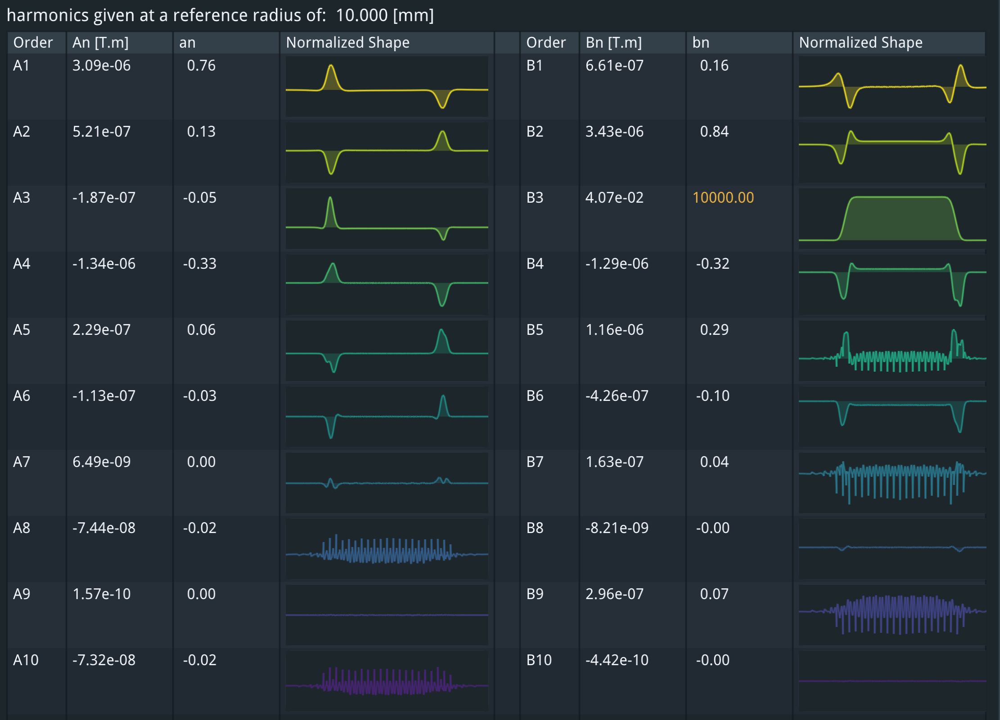 harmonics given at a reference radius of: 10.000 [mm]
Order An [T.m] an Normalized Shape Order Bn [T.m] bn Normalized Shape
A1 3.09e-06 0.76 B1 6.61e-07 0.16
A2 5.21e-07 0.13 B2 3.43e-06 0.84
A3 -1.87e-07 -0.05 B3 4.07e-02 10000.00
A4 -1.34e-06 -0.33 B4 -1.29e-06 -0.32
A5 2.29e-07 0.06 B5 1.16e-06 0.29
A6 -1.13e-07 -0.03 B6 -4.26e-07 -0.10
A7 6.49e-09 0.00 B7 1.63e-07 0.04
A8 -7.44e-08 -0.02 B8 -8.21e-09 -0.00
A9 1.57e-10 0.00 B9 2.96e-07 0.07
A10 -7.32e-08 -0.02 B10 -4.42e-10 -0.00